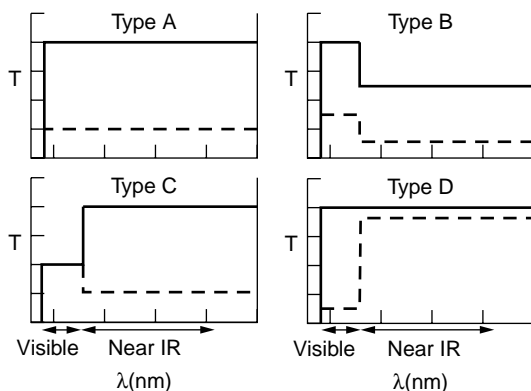 Type A
Type B
T
T
Type C
Type D
T
T
Visible
Near IR
Visible
Near IR
λ(nm)
λ(nm)